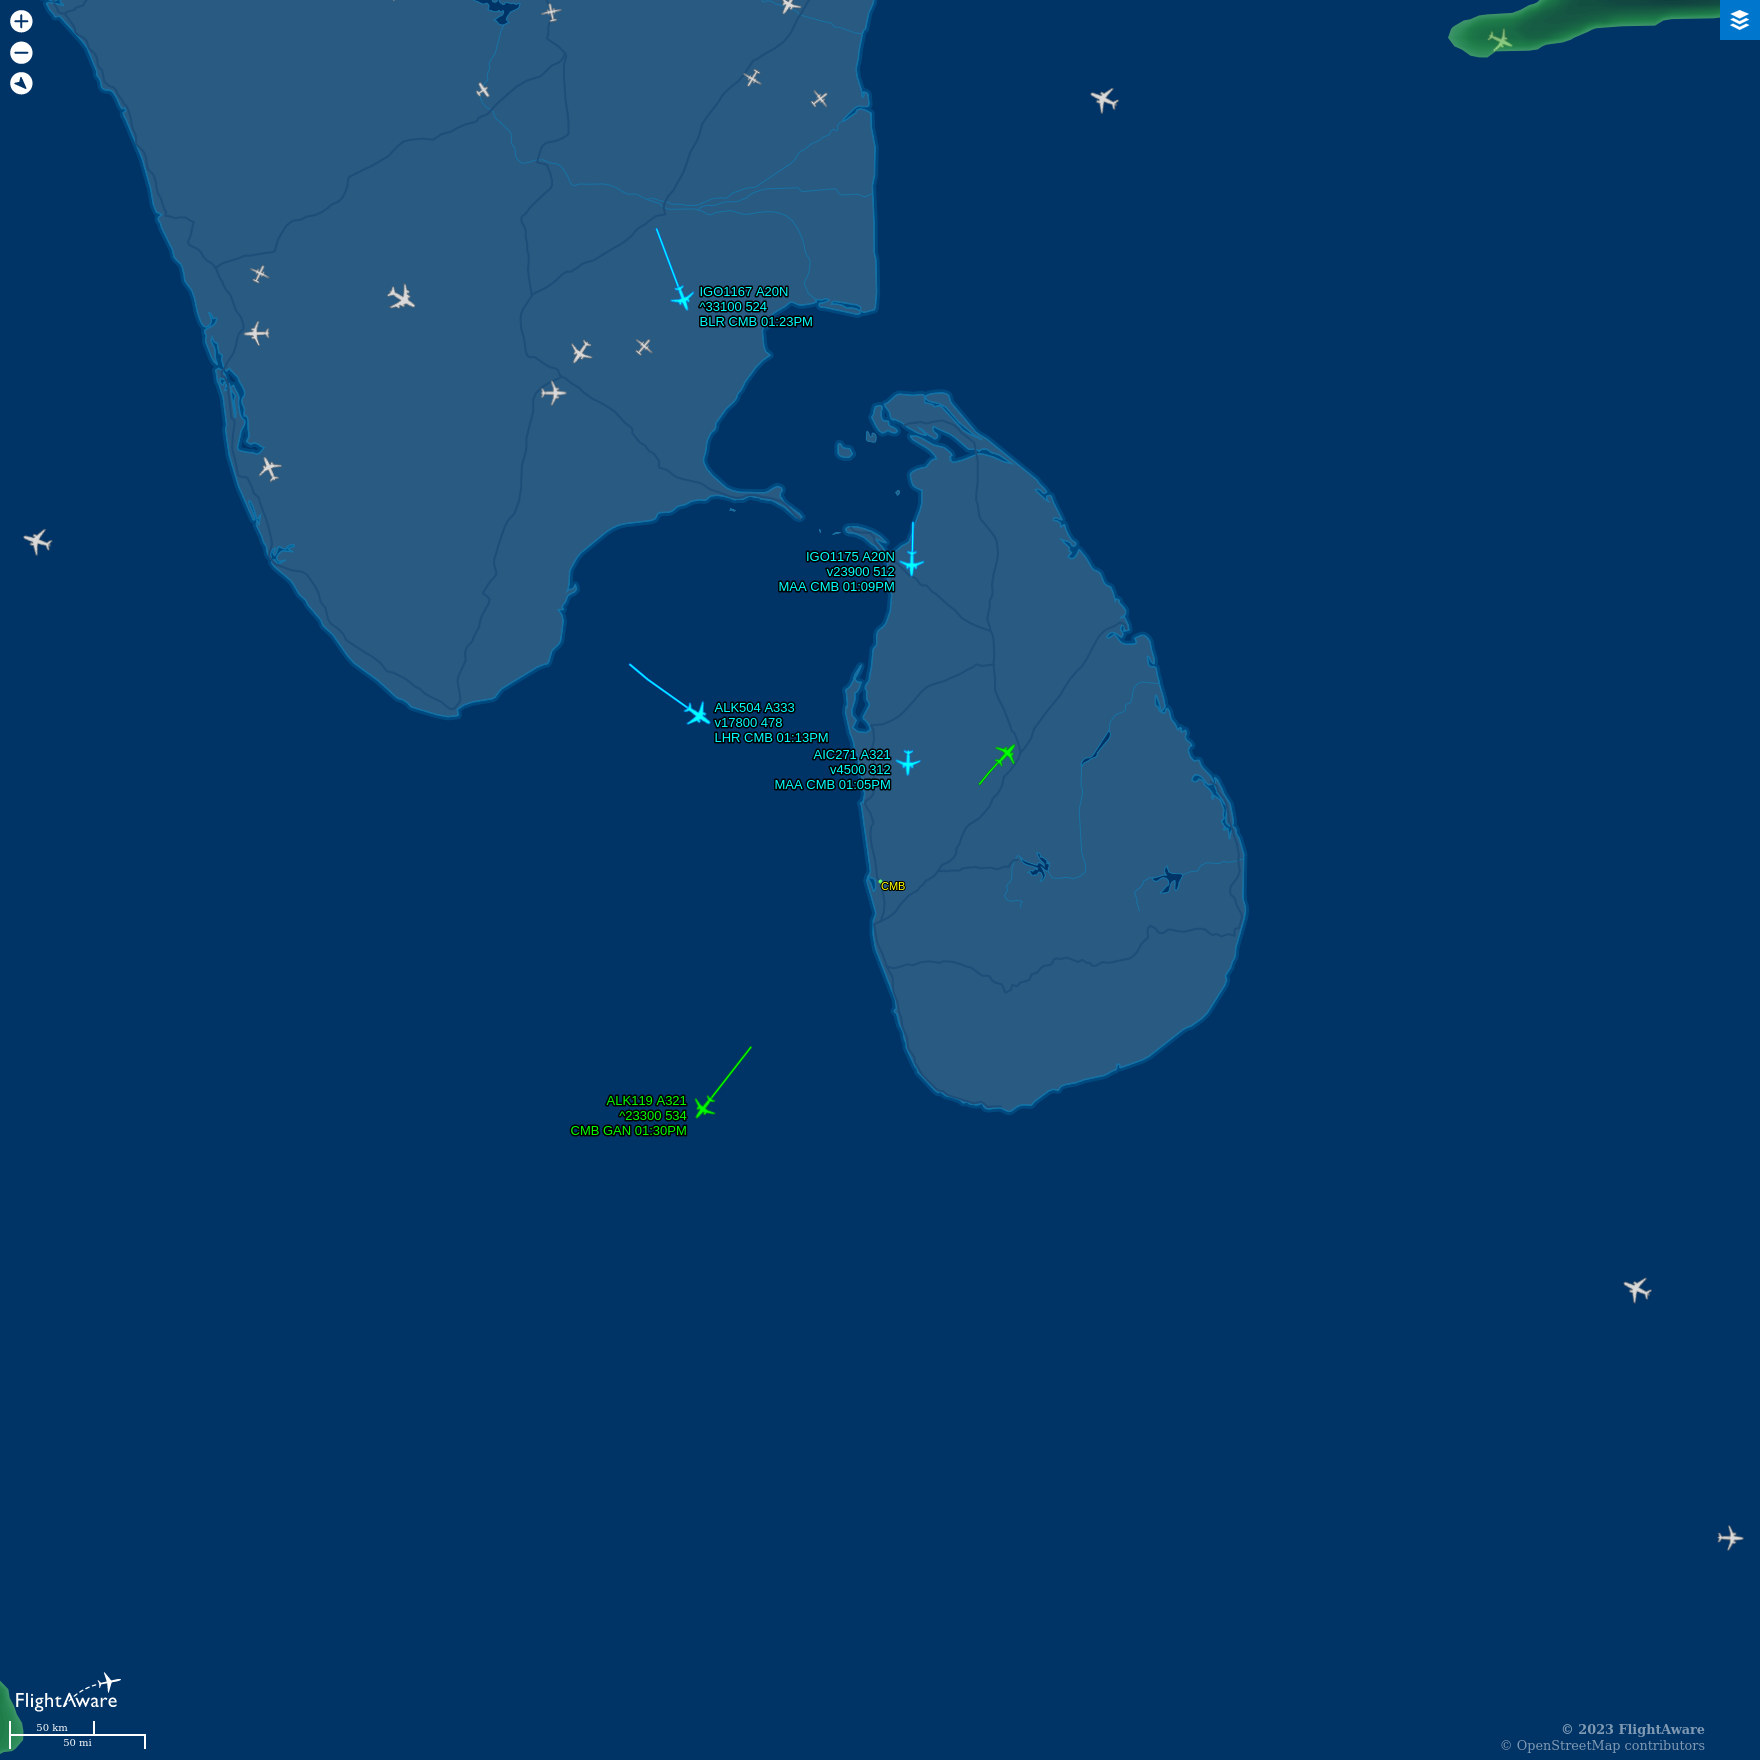 IGO1167 A20N
^33100 524
BLR CMB 01:23PM
IGO1175 A20N
v23900 512
MAA CMB 01:09PM
ALK504 A333
v17800 478
LHR CMB 01:13PM
AIC271 A321
v4500 312
MAA CMB 01:05PM
CMB
ALK119 A321
^23300 534
CMB GAN 01:30PM
FlightAware
50 km
50 mi
© 2023 FlightAware
© OpenStreetMap contributors